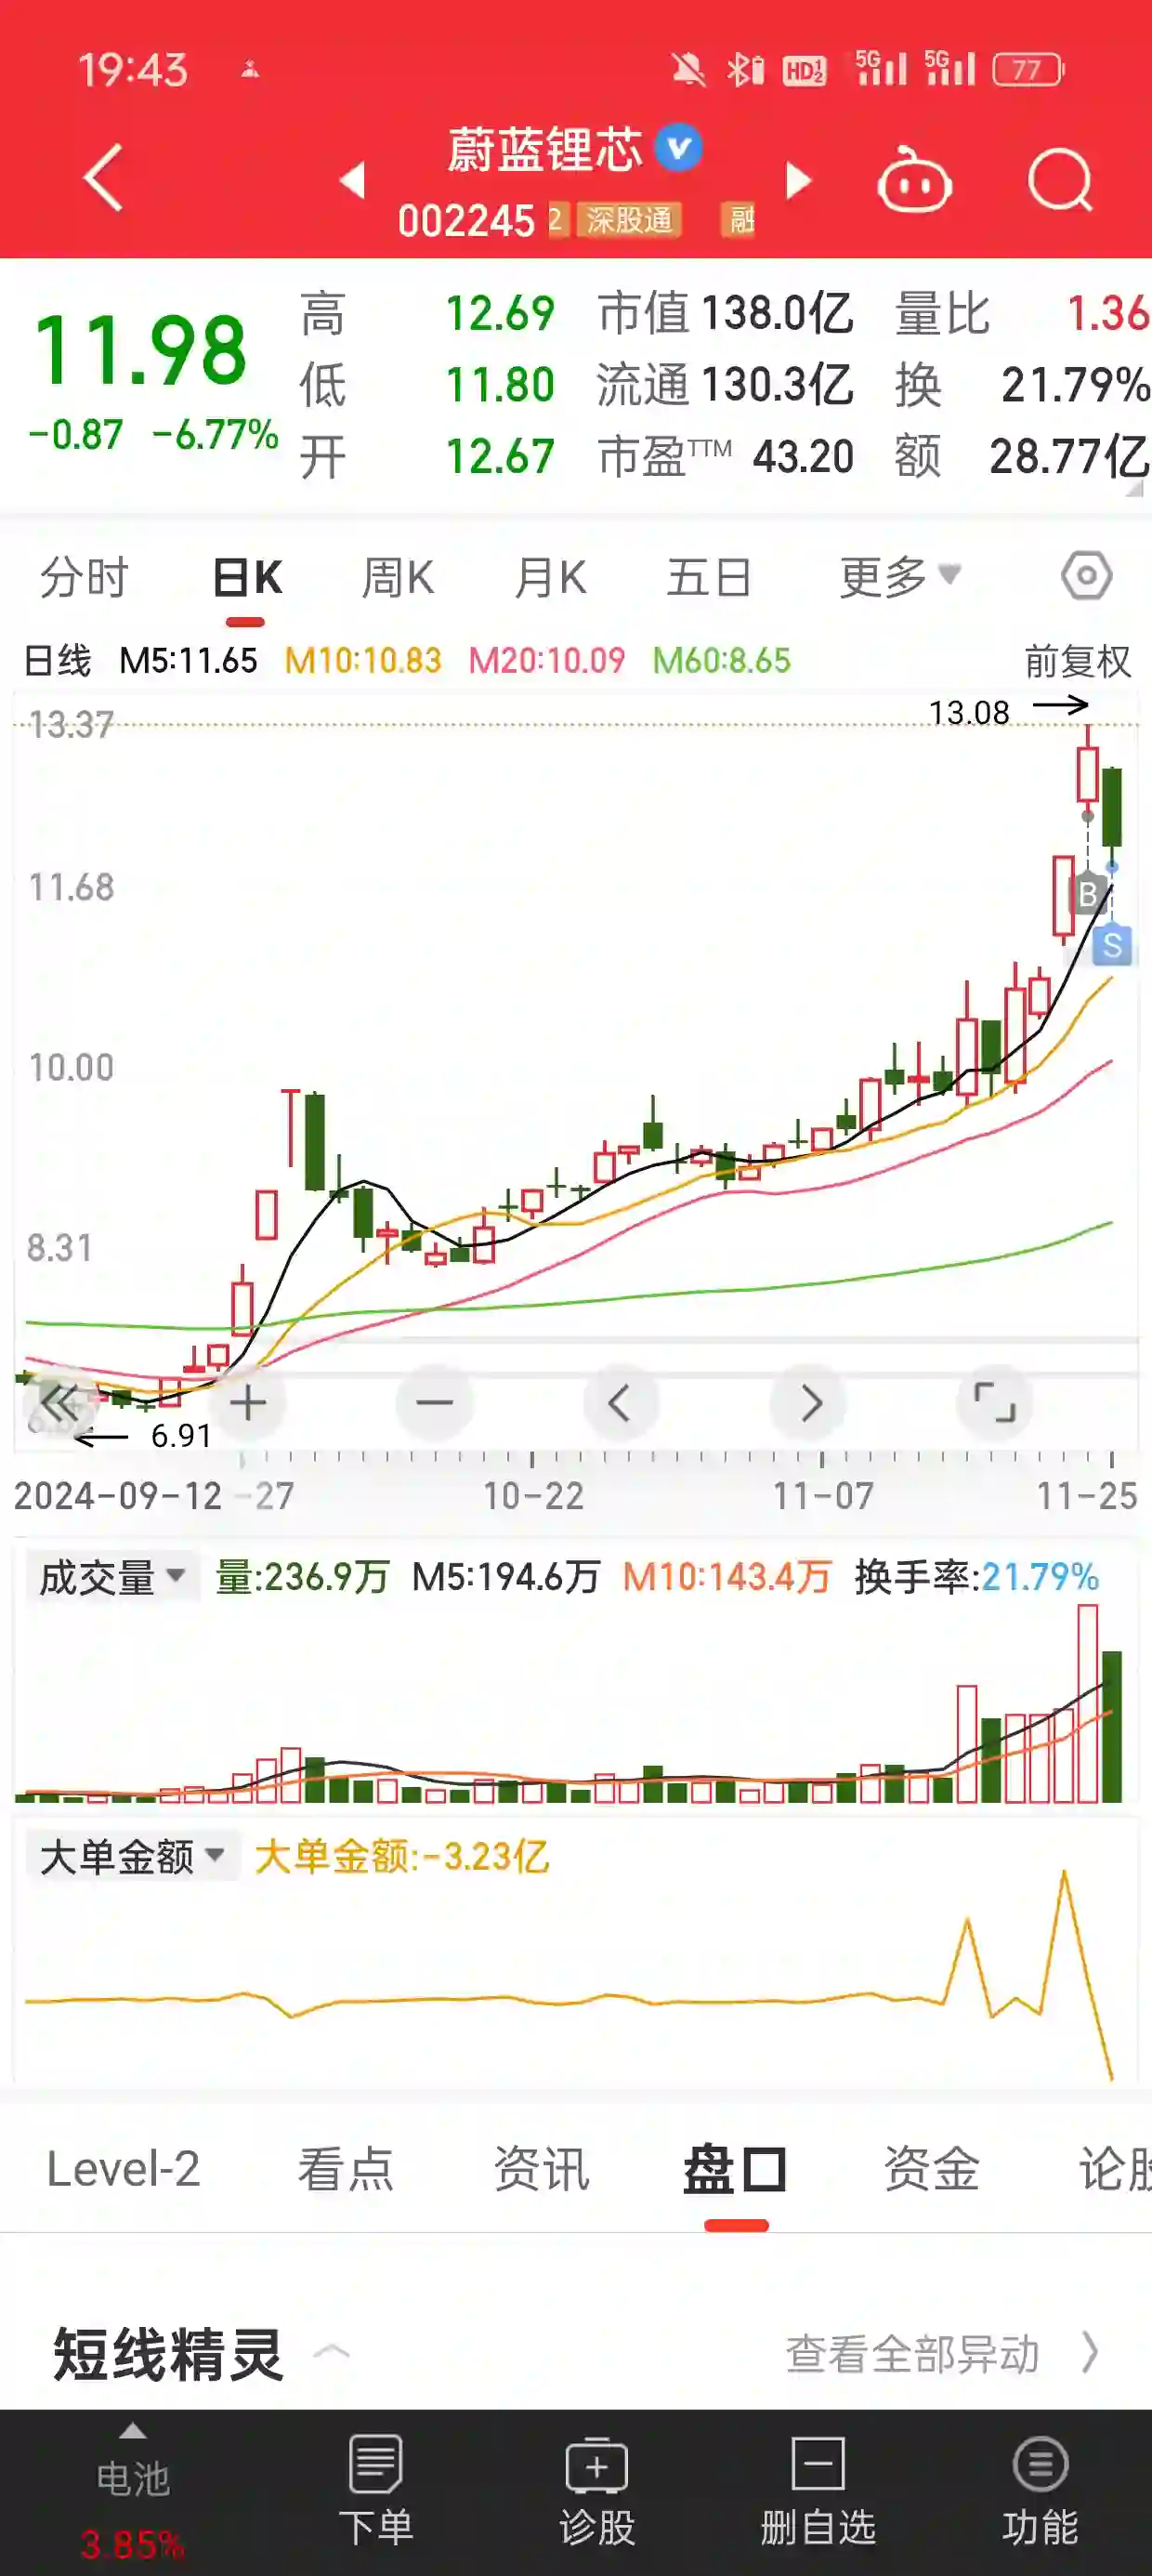 19:43 HD 1 2 5G 5G 77
蔚蓝锂芯
002245 2 深股通 融
11.98
-0.87 -6.77%
高 12.69 市值 138.0亿 量比 1.36
低 11.80 流通 130.3亿 换 21.79%
开 12.67 市盈TTM 43.20 额 28.77亿
分时 日K 周K 月K 五日 更多
日线 M5:11.65 M10:10.83 M20:10.09 M60:8.65 前复权
13.08
13.37
11.68
B
S
10.00
8.31
6.91
2024-09-12 -27 10-22 11-07 11-25
成交量 量:236.9万 M5:194.6万 M10:143.4万 换手率:21.79%
大单金额 大单金额:-3.23亿
Level-2 看点 资讯 盘口 资金 论股
短线精灵 查看全部异动
电池 下单 诊股 删自选 功能
3.85%